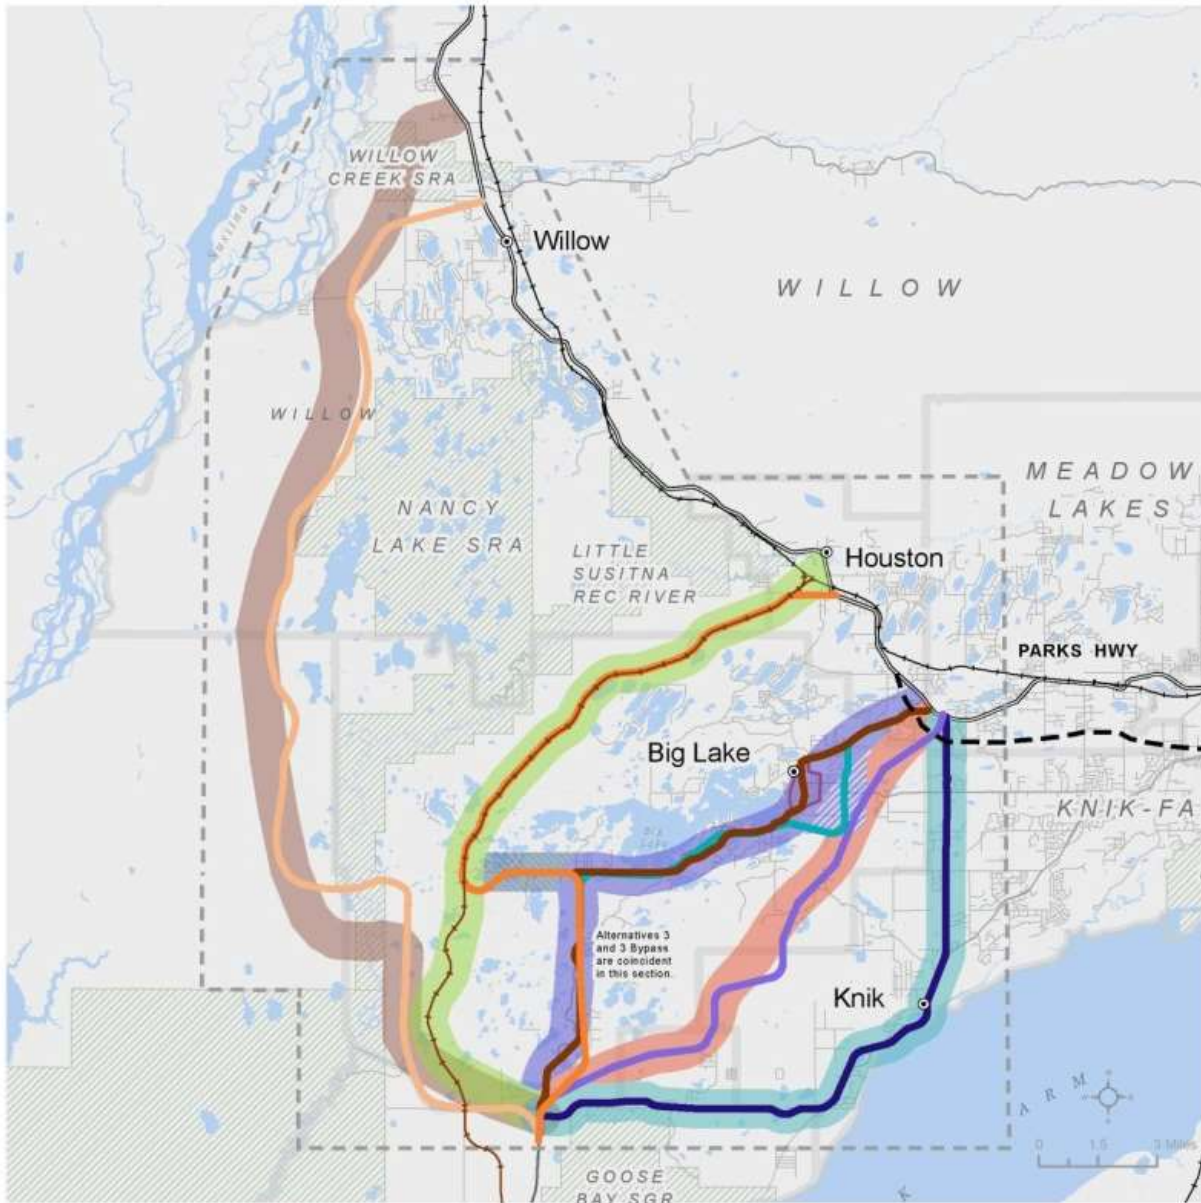 WILLOW
CREEK SRA
Willow
WILLOW
WILLOW
MEADOW
LAKES
NANCY
LAKE SRA
LITTLE
SUSITNA
REC RIVER
Houston
PARKS HWY
Big Lake
KNIK-FA
Alternatives 3
and 3 Bypass
are coincident
in this section.
Knik
ARM
0 1.5 3 Miles
GOOSE
BAY SGR
K